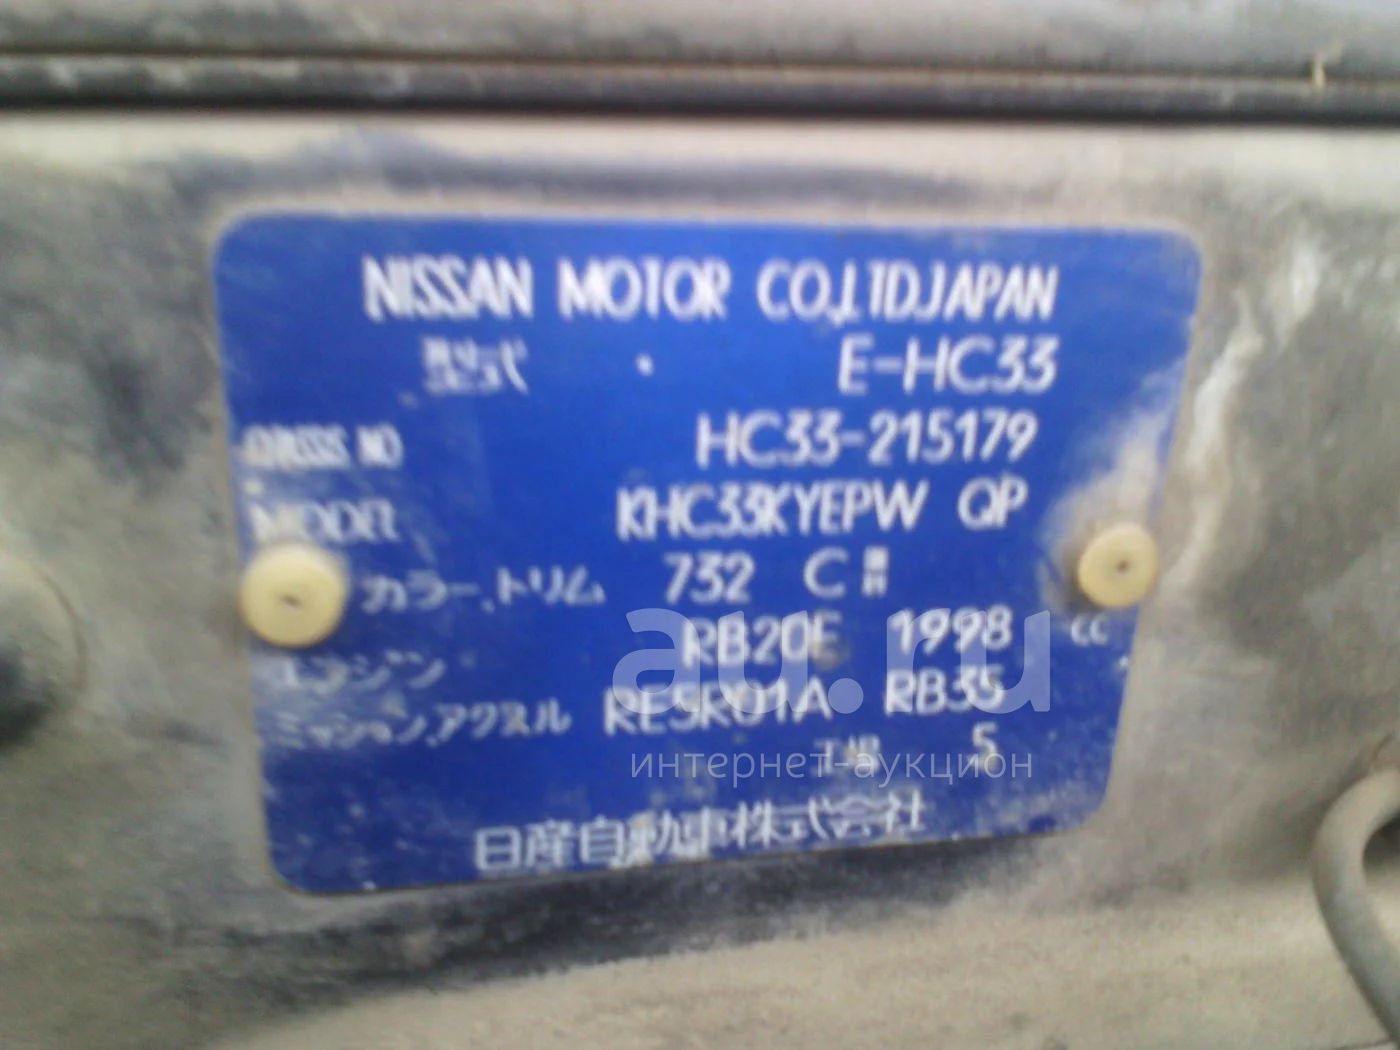 NISSAN MOTOR CO.,LTD.JAPAN
型式 E-HC33
CHASSIS NO HC33-215179
MODEL KHC33KYEPW QP
カラー、トリム 732 C
エンジン RB20E 1998 CC
ミッション、アクスル RE5R01A RB35
5
日産自動車株式会社
au.ru
интернет-аукцион